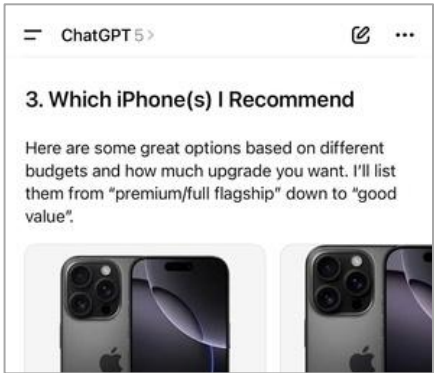 ChatGPT 5 >
3. Which iPhone(s) I Recommend
Here are some great options based on different
budgets and how much upgrade you want. I’ll list
them from “premium/full flagship” down to “good
value”.